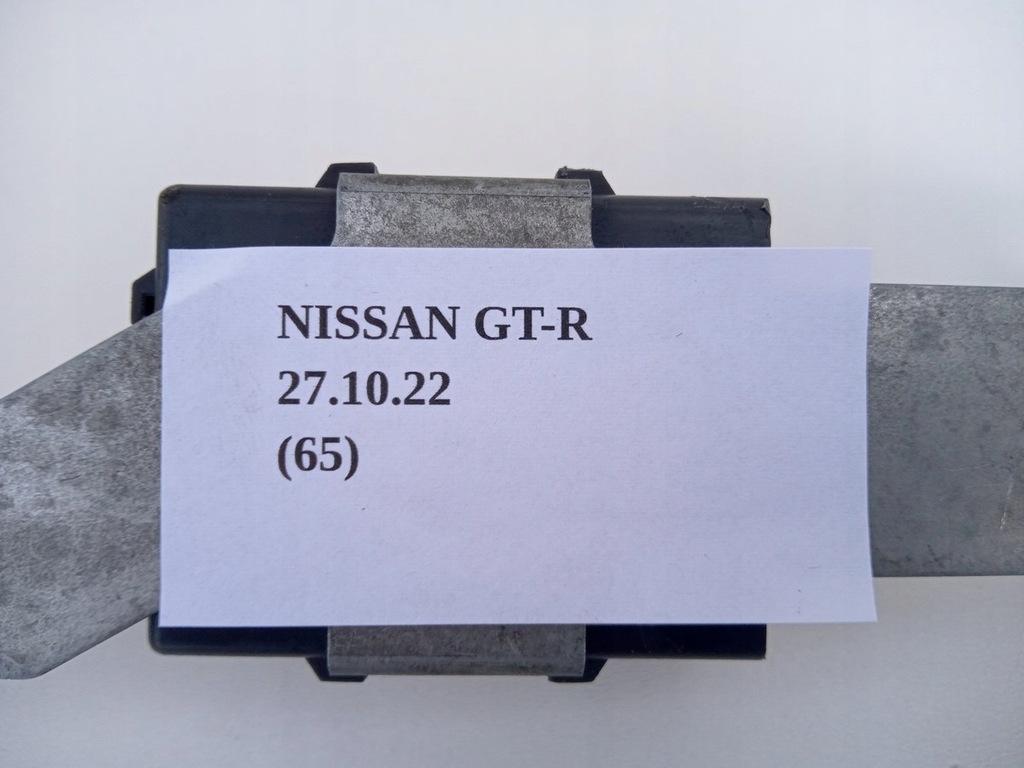 NISSAN GT-R
27.10.22
(65)